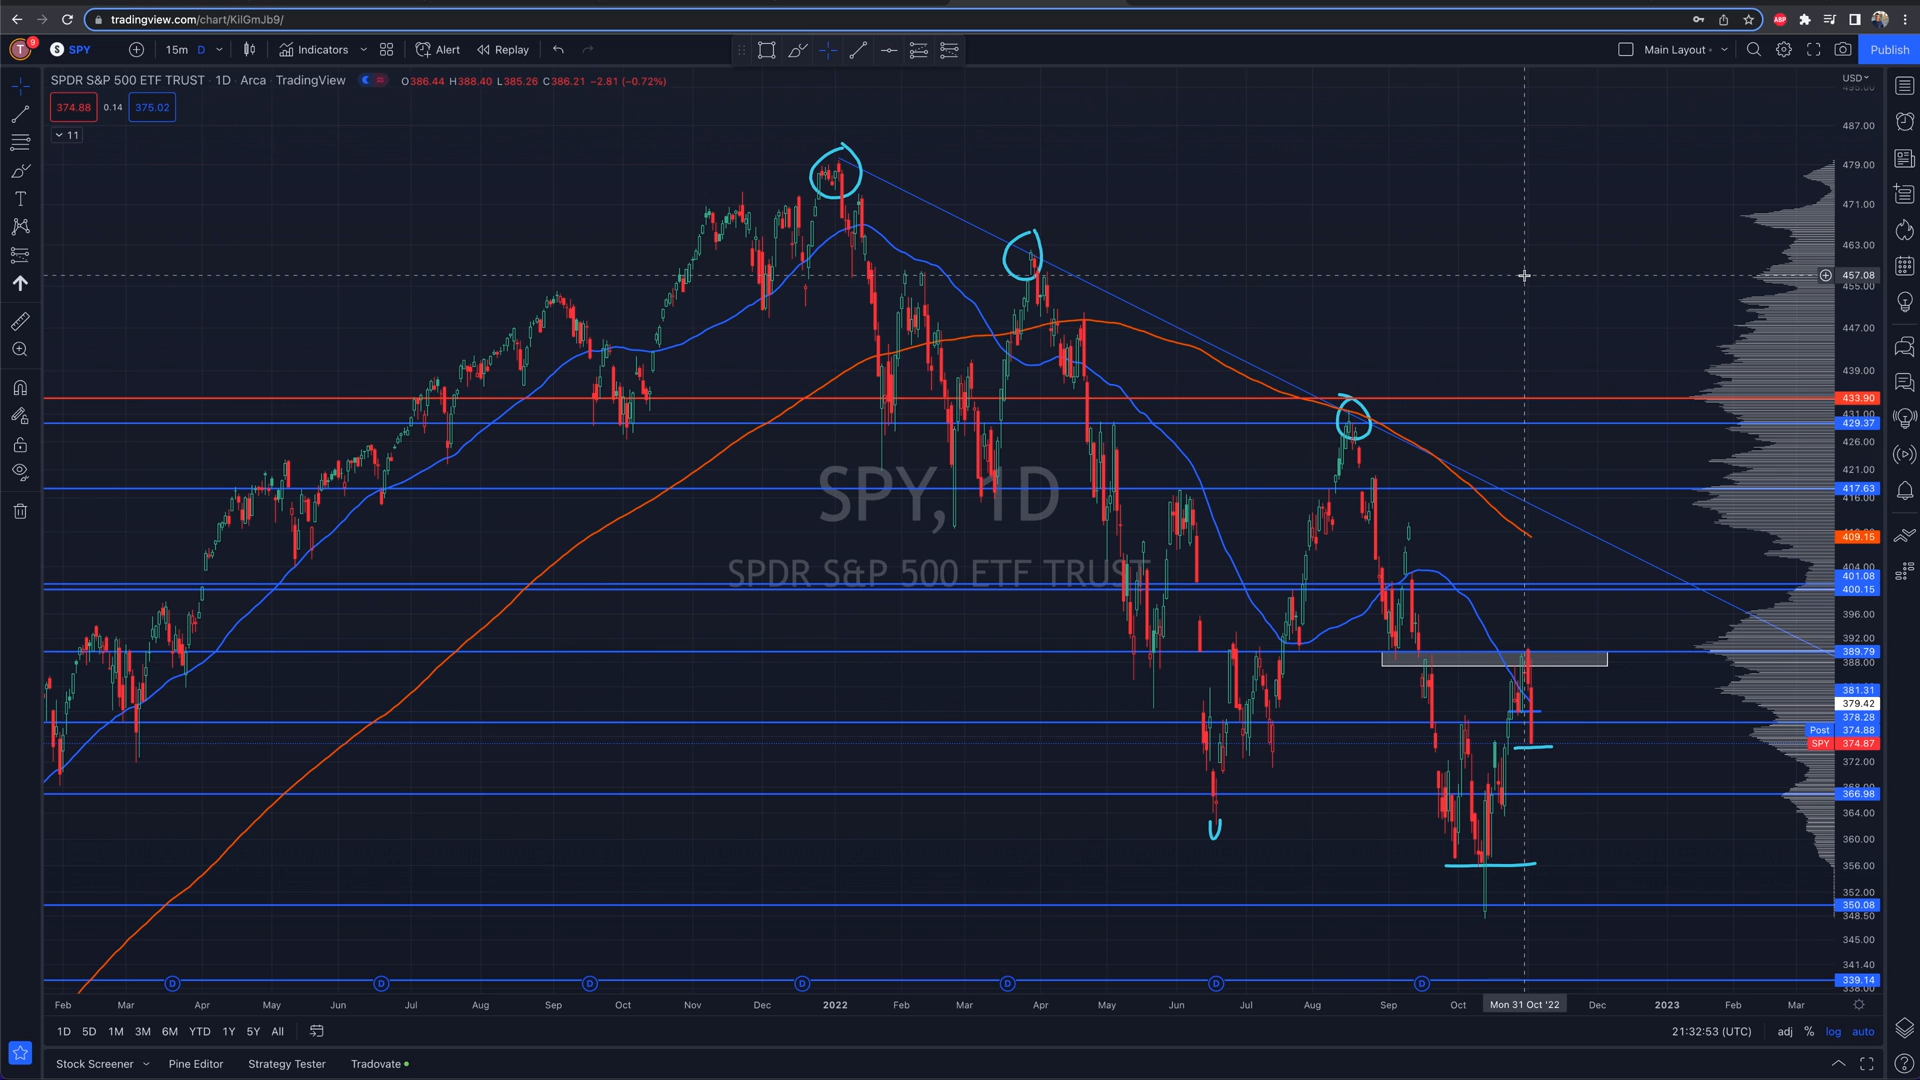 tradingview.com/chart/KilGmJb9/
T 9 S SPY 15m D Indicators Alert Replay Main Layout Publish
ABP
SPDR S&P 500 ETF TRUST · 1D · Arca · TradingView O386.44 H388.40 L385.26 C386.21 −2.81 (−0.72%)
374.88 0.14 375.02
11
USD
495.00
487.00
479.00
471.00
463.00
457.08
455.00
447.00
439.00
433.90
431.00
429.37
426.00
421.00
417.63
416.00
409.15
404.00
401.08
400.15
396.00
392.00
389.79
388.00
381.31
379.42
378.28
Post 374.88
SPY 374.87
372.00
368.00
366.98
364.00
360.00
356.00
352.00
350.08
348.50
345.00
341.40
339.14
338.00
SPY, 1D
SPDR S&P 500 ETF TRUST
D D D D D D D
Feb Mar Apr May Jun Jul Aug Sep Oct Nov Dec 2022 Feb Mar Apr May Jun Jul Aug Sep Oct Mon 31 Oct '22 Dec 2023 Feb Mar
1D 5D 1M 3M 6M YTD 1Y 5Y All 21:32:53 (UTC) adj % log auto
Stock Screener Pine Editor Strategy Tester Tradovate